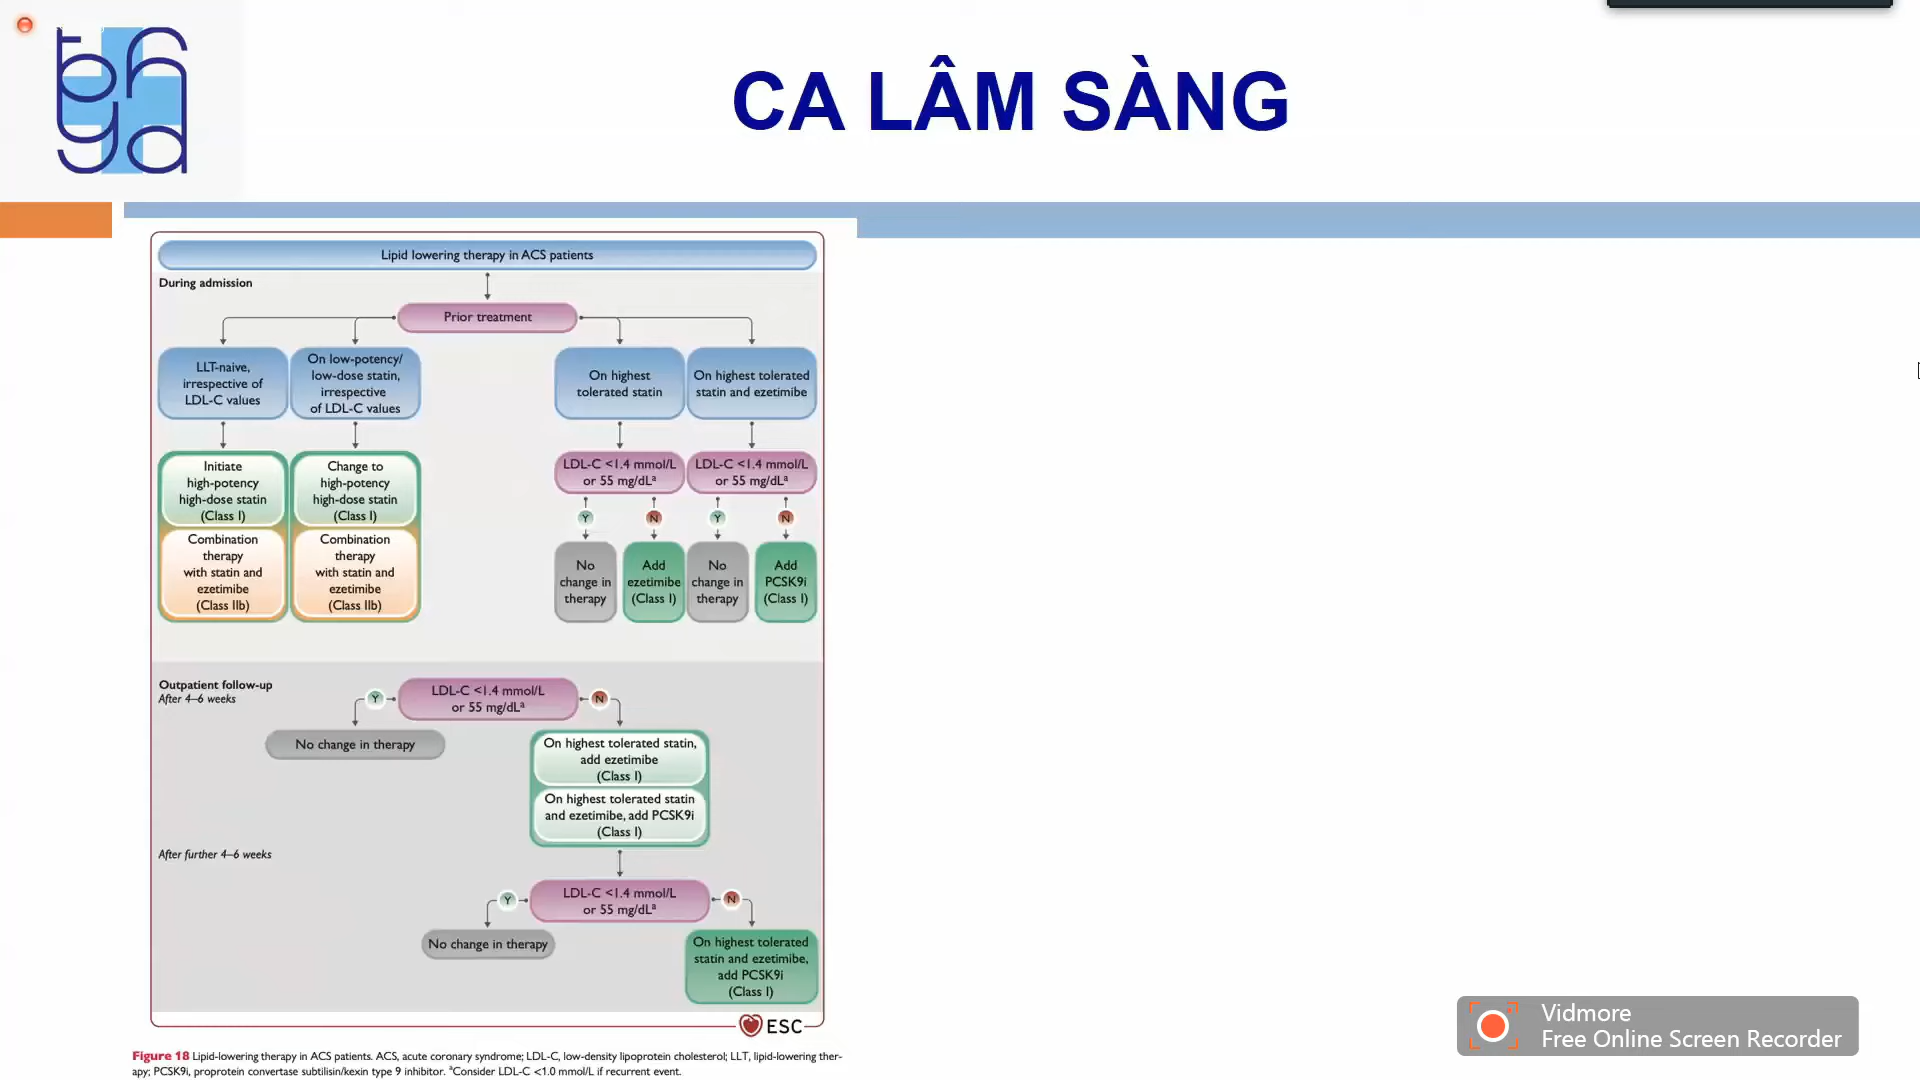 CA LÂM SÀNG
Lipid lowering therapy in ACS patients
During admission
Prior treatment
LLT-naive,
irrespective of
LDL-C values
On low-potency/
low-dose statin,
irrespective
of LDL-C values
On highest
tolerated statin
On highest tolerated
statin and ezetimibe
Initiate
high-potency
high-dose statin
(Class I)
Combination
therapy
with statin and
ezetimibe
(Class IIb)
Change to
high-potency
high-dose statin
(Class I)
Combination
therapy
with statin and
ezetimibe
(Class IIb)
LDL-C <1.4 mmol/L
or 55 mg/dLᵃ
LDL-C <1.4 mmol/L
or 55 mg/dLᵃ
Y
N
Y
N
No
change in
therapy
Add
ezetimibe
(Class I)
No
change in
therapy
Add
PCSK9i
(Class I)
Outpatient follow-up
After 4–6 weeks
Y
LDL-C <1.4 mmol/L
or 55 mg/dLᵃ
N
No change in therapy
On highest tolerated statin,
add ezetimibe
(Class I)
On highest tolerated statin
and ezetimibe, add PCSK9i
(Class I)
After further 4–6 weeks
Y
LDL-C <1.4 mmol/L
or 55 mg/dLᵃ
N
No change in therapy
On highest tolerated
statin and ezetimibe,
add PCSK9i
(Class I)
ESC
Figure 18 Lipid-lowering therapy in ACS patients. ACS, acute coronary syndrome; LDL-C, low-density lipoprotein cholesterol; LLT, lipid-lowering ther-
apy; PCSK9i, proprotein convertase subtilisin/kexin type 9 inhibitor. ᵃConsider LDL-C <1.0 mmol/L if recurrent event.
Vidmore
Free Online Screen Recorder